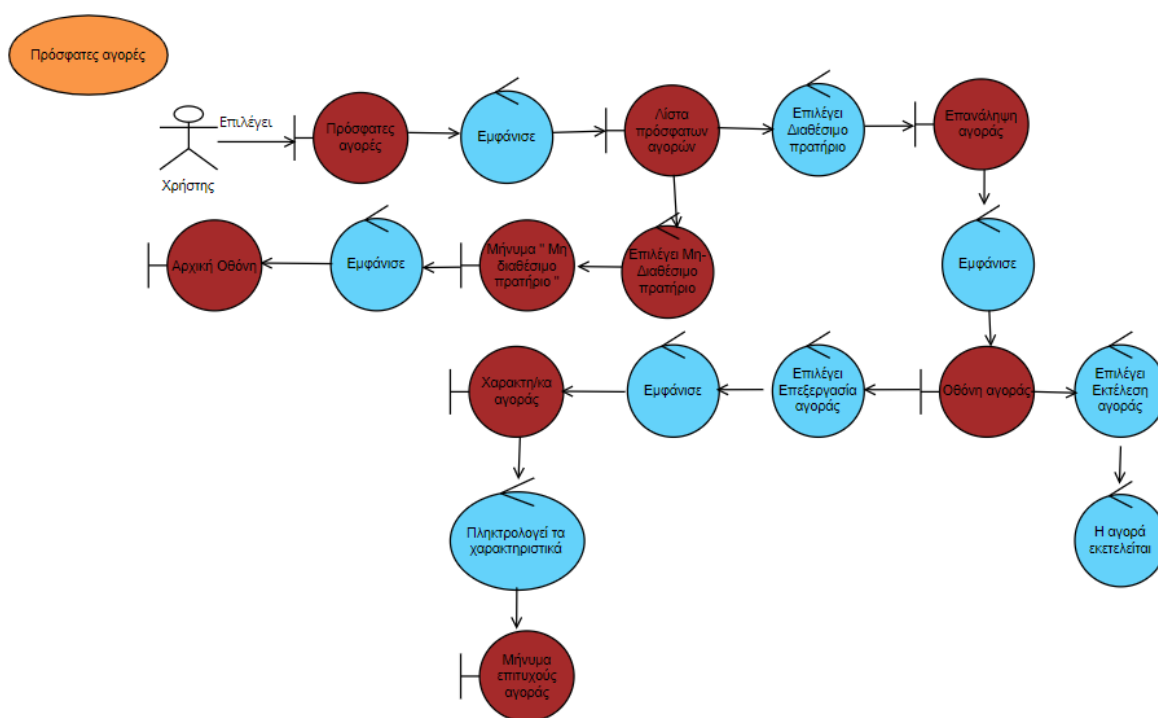 Πρόσφατες αγορές
Επιλέγει
Χρήστης
Πρόσφατες
αγορές
Εμφάνισε
Λίστα
πρόσφατων
αγορών
Επιλέγει
Διαθέσιμο
πρατήριο
Επανάληψη
αγοράς
Αρχική Οθόνη
Εμφάνισε
Μήνυμα " Μη
διαθέσιμο
πρατήριο "
Επιλέγει Μη-
Διαθέσιμο
πρατήριο
Εμφάνισε
Χαρακτη/κα
αγοράς
Εμφάνισε
Επιλέγει
Επεξεργασία
αγοράς
Οθόνη αγοράς
Επιλέγει
Εκτέλεση
αγοράς
Πληκτρολογεί τα
χαρακτηριστικά
Η αγορά
εκετελείται
Μήνυμα
επιτυχούς
αγοράς